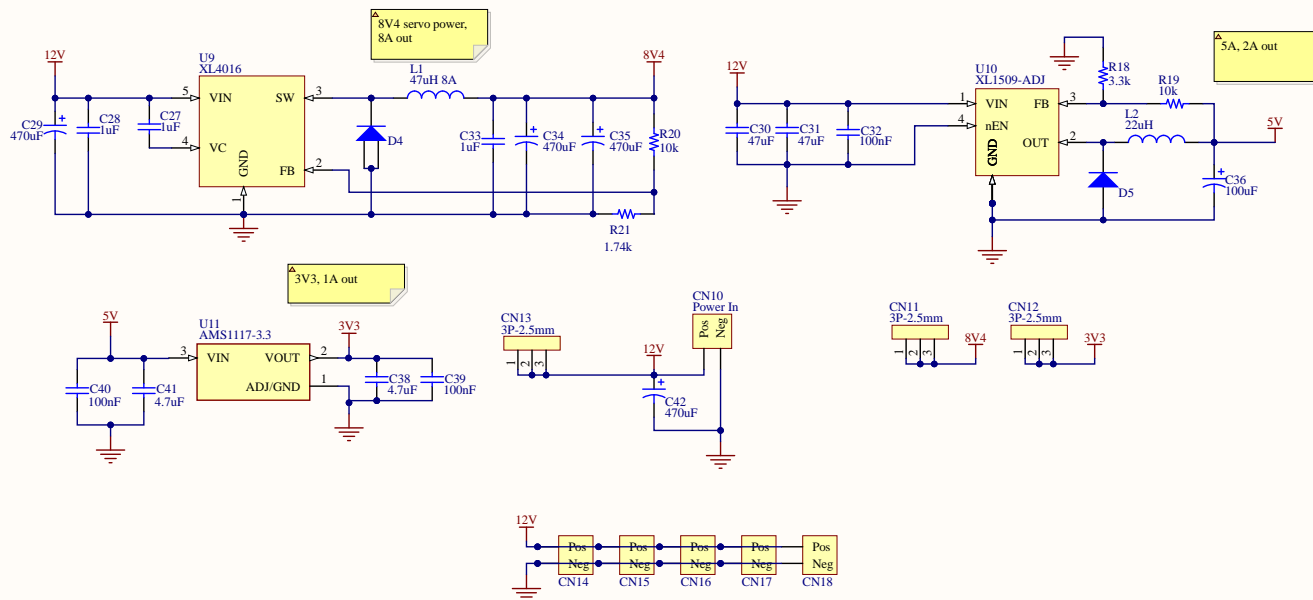 8V4 servo power,
8A out
12V
U9
XL4016
5
VIN
SW
3
4
VC
GND
FB
2
1
C29
470uF
C28
1uF
C27
1uF
L1
47uH 8A
D4
C33
1uF
C34
470uF
C35
470uF
8V4
R20
10k
R21
1.74k
5A, 2A out
12V
U10
XL1509-ADJ
1
VIN
FB
3
4
nEN
OUT
2
GND
C30
47uF
C31
47uF
C32
100nF
R18
3.3k
R19
10k
L2
22uH
D5
5V
C36
100uF
3V3, 1A out
5V
U11
AMS1117-3.3
3
VIN
VOUT
2
ADJ/GND
1
C40
100nF
C41
4.7uF
3V3
C38
4.7uF
C39
100nF
CN13
3P-2.5mm
1
2
3
12V
C42
470uF
CN10
Power In
Pos
Neg
CN11
3P-2.5mm
1
2
3
8V4
CN12
3P-2.5mm
1
2
3
3V3
12V
Pos
Pos
Pos
Pos
Pos
Neg
Neg
Neg
Neg
Neg
CN14
CN15
CN16
CN17
CN18